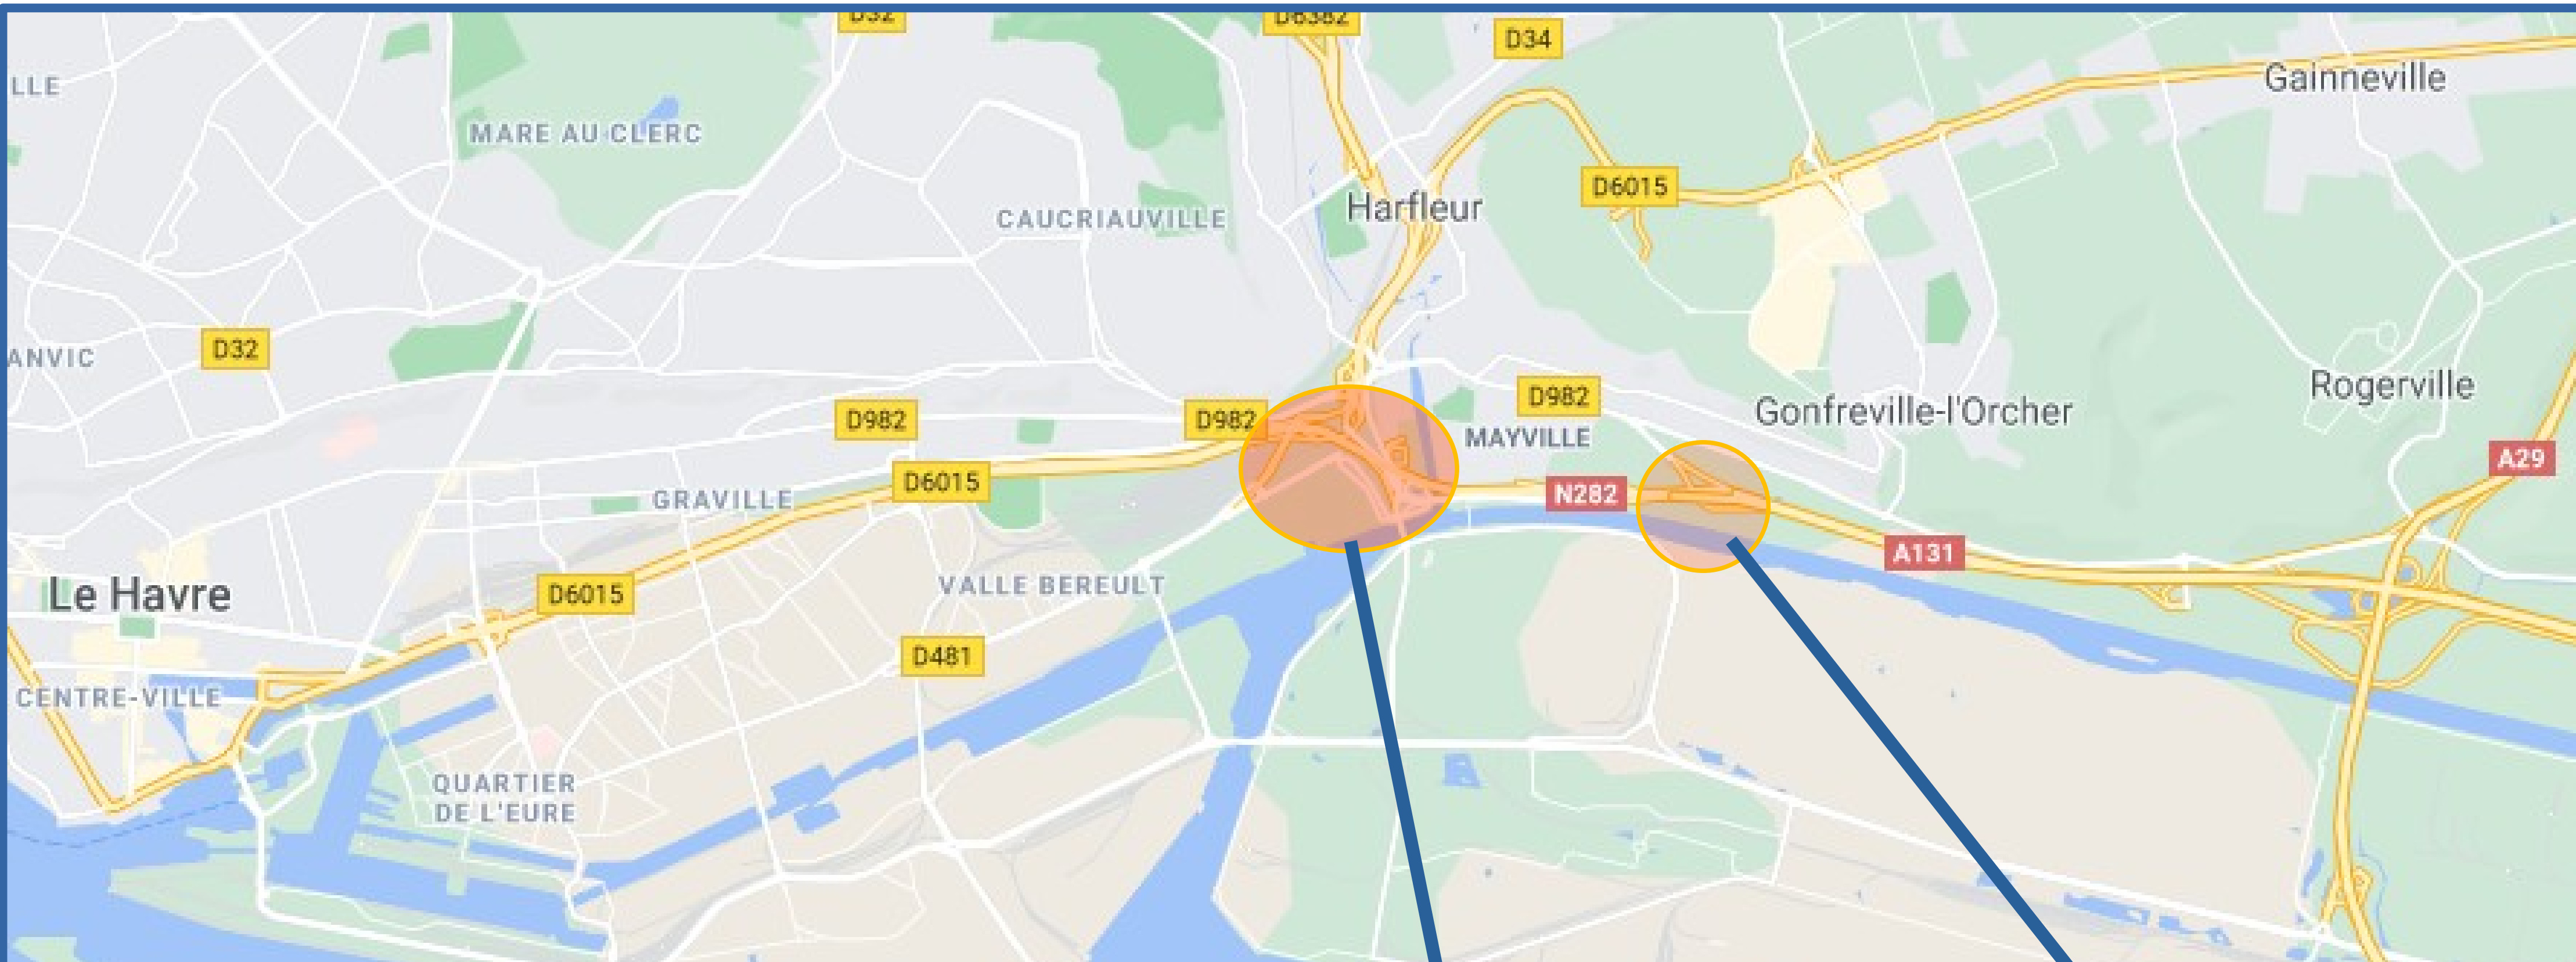 D32
D6382
D34
Gainneville
LLE
MARE AU CLERC
D6015
Harfleur
CAUCRIAUVILLE
D32
ANVIC
Rogerville
D982
D982
D982
Gonfreville-l'Orcher
MAYVILLE
A29
D6015
N282
GRAVILLE
A131
Le Havre
D6015
VALLE BEREULT
D481
CENTRE-VILLE
QUARTIER
DE L'EURE